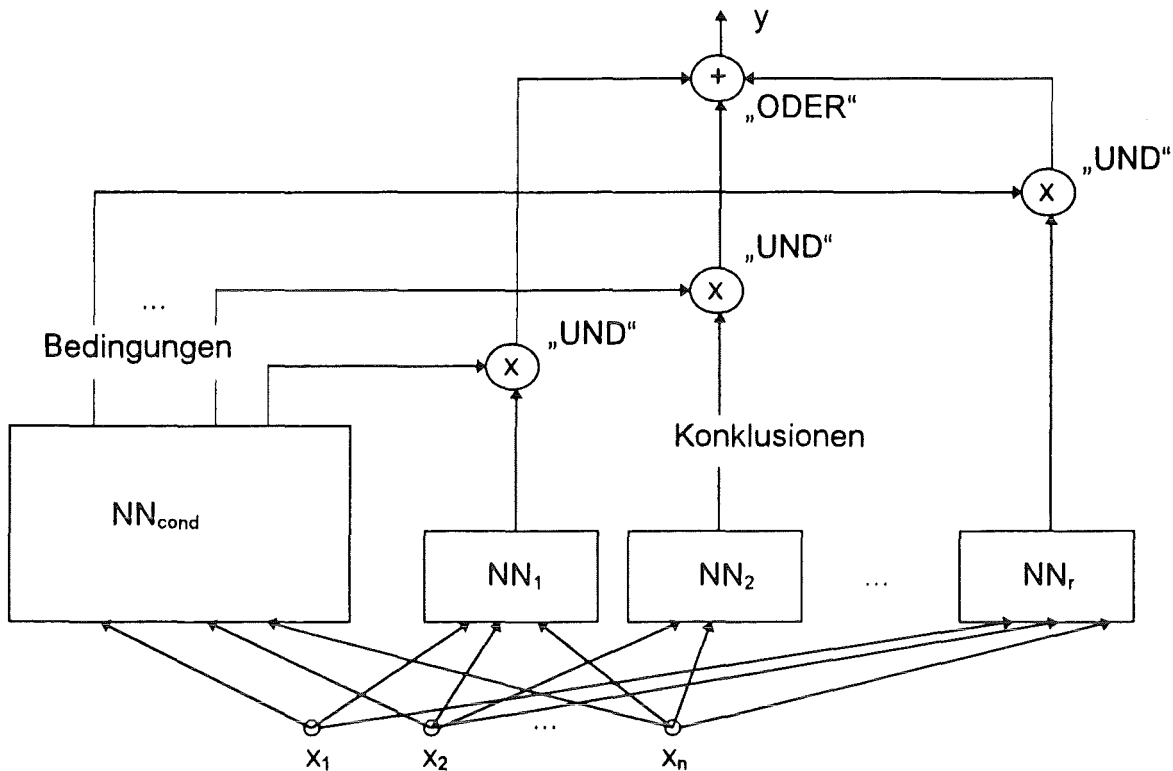 y
+
„ODER“
„UND“
x
„UND“
x
...
Bedingungen
„UND“
x
Konklusionen
NNcond
NN1
NN2
...
NNr
x1
x2
...
xn